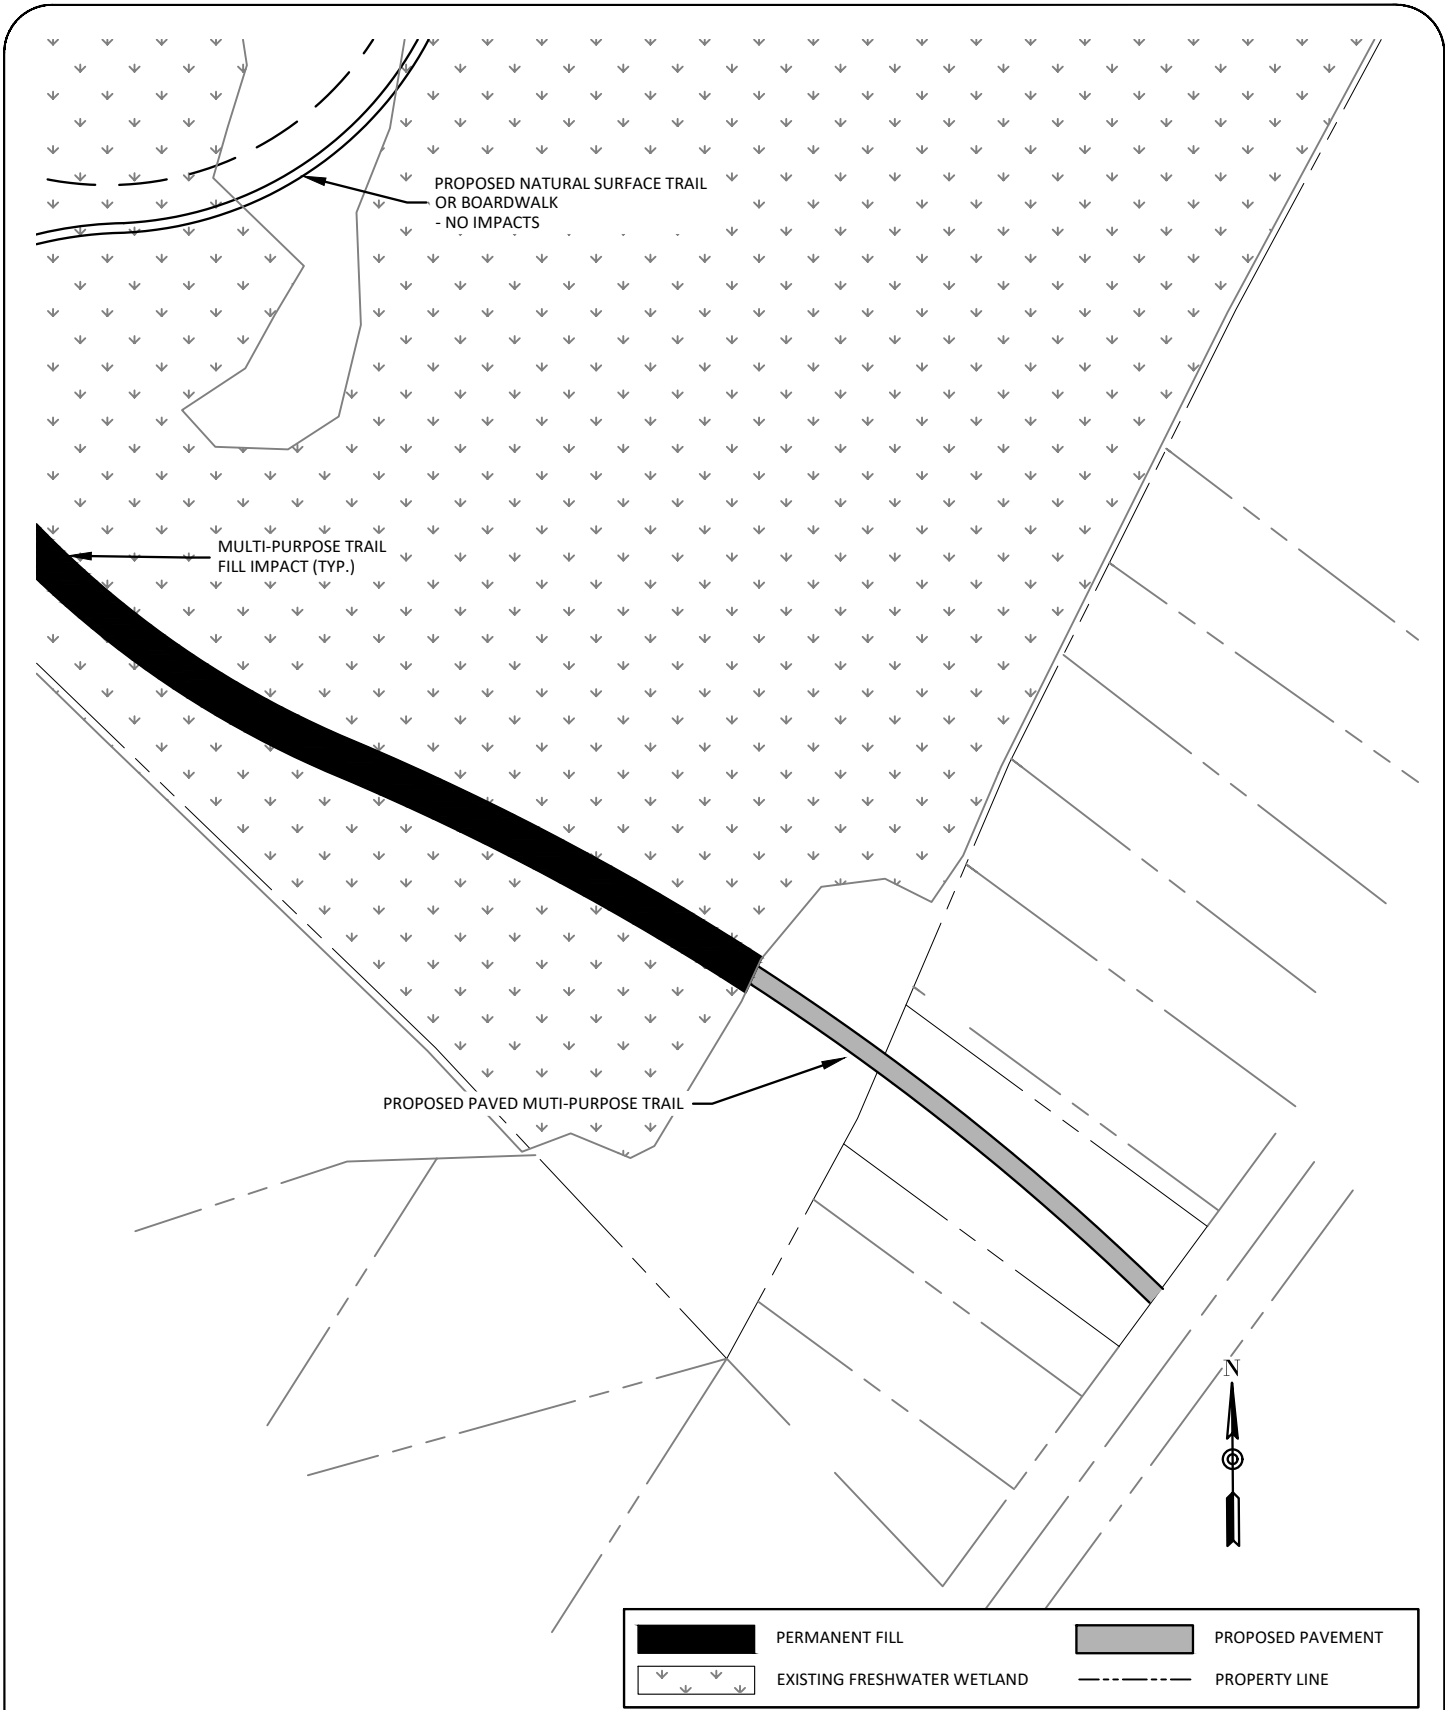 PROPOSED NATURAL SURFACE TRAIL
OR BOARDWALK
- NO IMPACTS
MULTI-PURPOSE TRAIL
FILL IMPACT (TYP.)
PROPOSED PAVED MUTI-PURPOSE TRAIL
N
PERMANENT FILL
PROPOSED PAVEMENT
EXISTING FRESHWATER WETLAND
PROPERTY LINE